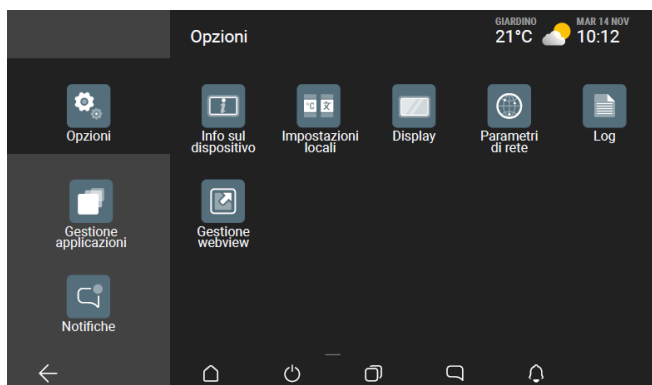 Opzioni
GIARDINO
21°C
MAR 14 NOV
10:12
Opzioni
Info sul
dispositivo
°C 文
Impostazioni
locali
Display
Parametri
di rete
Log
Gestione
applicazioni
Gestione
webview
Notifiche